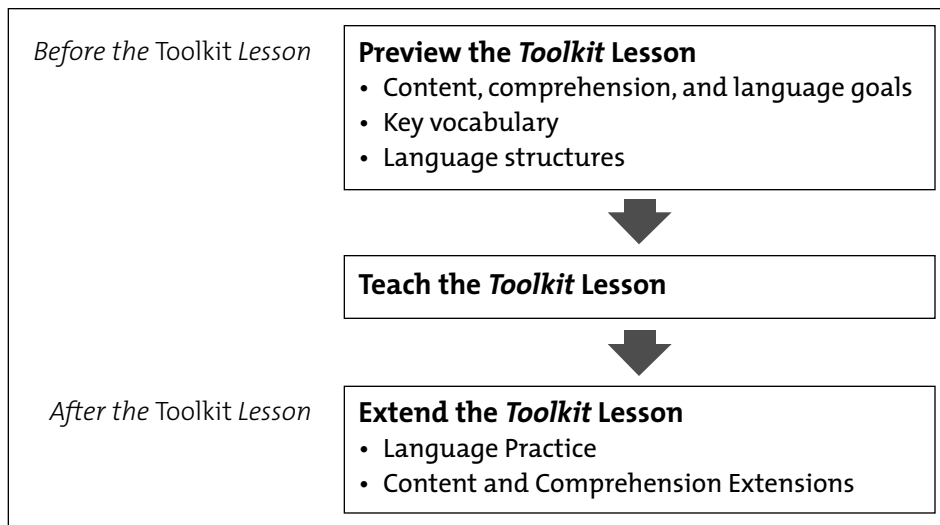 Before the Toolkit Lesson
Preview the Toolkit Lesson
• Content, comprehension, and language goals
• Key vocabulary
• Language structures
Teach the Toolkit Lesson
After the Toolkit Lesson
Extend the Toolkit Lesson
• Language Practice
• Content and Comprehension Extensions